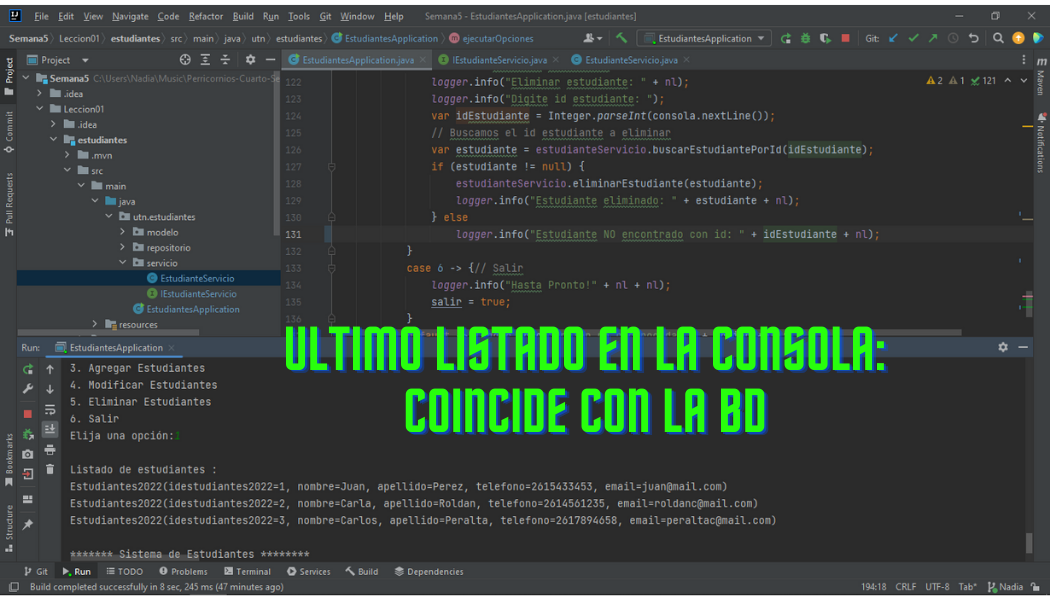 File Edit View Navigate Code Refactor Build Run Tools Git Window Help Semana5 - EstudiantesApplication.java [estudiantes]
Semana5 Leccion01 estudiantes src main java utn estudiantes EstudiantesApplication ejecutarOpciones EstudiantesApplication Git:
Project EstudiantesApplication.java IEstudianteServicio.java EstudianteServicio.java
Semana5 C:\Users\Nadia\Music\Perricornios-Cuarto-Se
.idea
Leccion01
.idea
estudiantes
.mvn
src
main
java
utn.estudiantes
modelo
repositorio
servicio
EstudianteServicio
IEstudianteServicio
EstudiantesApplication
resources
2 1 121
122 logger.info("Eliminar estudiante: " + nl);
123 logger.info("Digite id estudiante: ");
124 var idEstudiante = Integer.parseInt(consola.nextLine());
125 // Buscamos el id estudiante a eliminar
126 var estudiante = estudianteServicio.buscarEstudiantePorId(idEstudiante);
127 if (estudiante != null) {
128 estudianteServicio.eliminarEstudiante(estudiante);
129 logger.info("Estudiante eliminado: " + estudiante + nl);
130 } else
131 logger.info("Estudiante NO encontrado con id: " + idEstudiante + nl);
132 }
133 case 6 -> {// Salir
134 logger.info("Hasta Pronto!" + nl + nl);
135 salir = true;
136 }
ULTIMO LISTADO EN LA CONSOLA:
COINCIDE CON LA BD
Run: EstudiantesApplication
3. Agregar Estudiantes
4. Modificar Estudiantes
5. Eliminar Estudiantes
6. Salir
Elija una opción:1
Listado de estudiantes :
Estudiantes2022(idestudiantes2022=1, nombre=Juan, apellido=Perez, telefono=2615433453, email=juan@mail.com)
Estudiantes2022(idestudiantes2022=2, nombre=Carla, apellido=Roldan, telefono=2614561235, email=roldanc@mail.com)
Estudiantes2022(idestudiantes2022=3, nombre=Carlos, apellido=Peralta, telefono=2617894658, email=peraltac@mail.com)
******* Sistema de Estudiantes ********
Git Run TODO Problems Terminal Services Build Dependencies
Build completed successfully in 8 sec, 245 ms (47 minutes ago) 194:18 CRLF UTF-8 Tab* Nadia
Project
Commit
Pull Requests
Bookmarks
Structure
Maven
Notifications